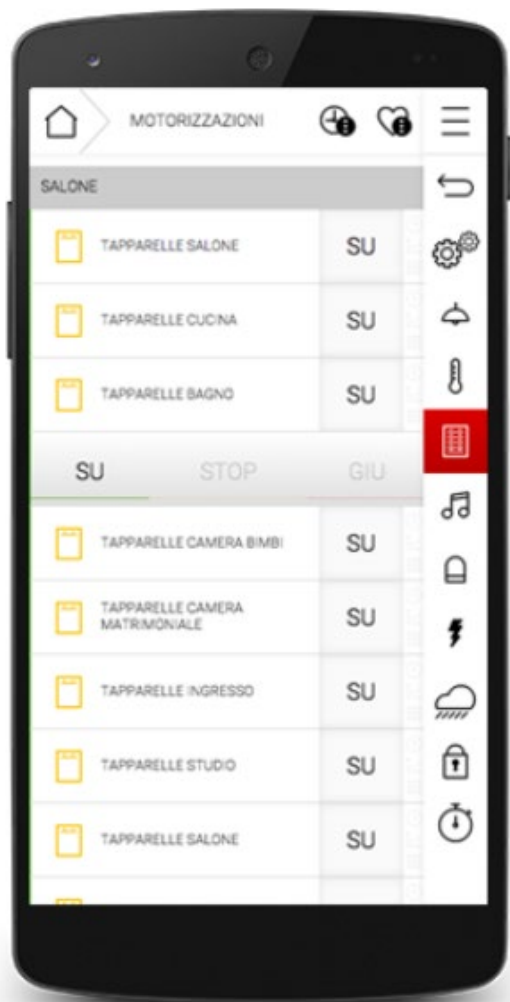 MOTORIZZAZIONI
SALONE
TAPPARELLE SALONE SU
TAPPARELLE CUCINA SU
TAPPARELLE BAGNO SU
SU STOP GIU
TAPPARELLE CAMERA BIMBI SU
TAPPARELLE CAMERA
MATRIMONIALE SU
TAPPARELLE INGRESSO SU
TAPPARELLE STUDIO SU
TAPPARELLE SALONE SU